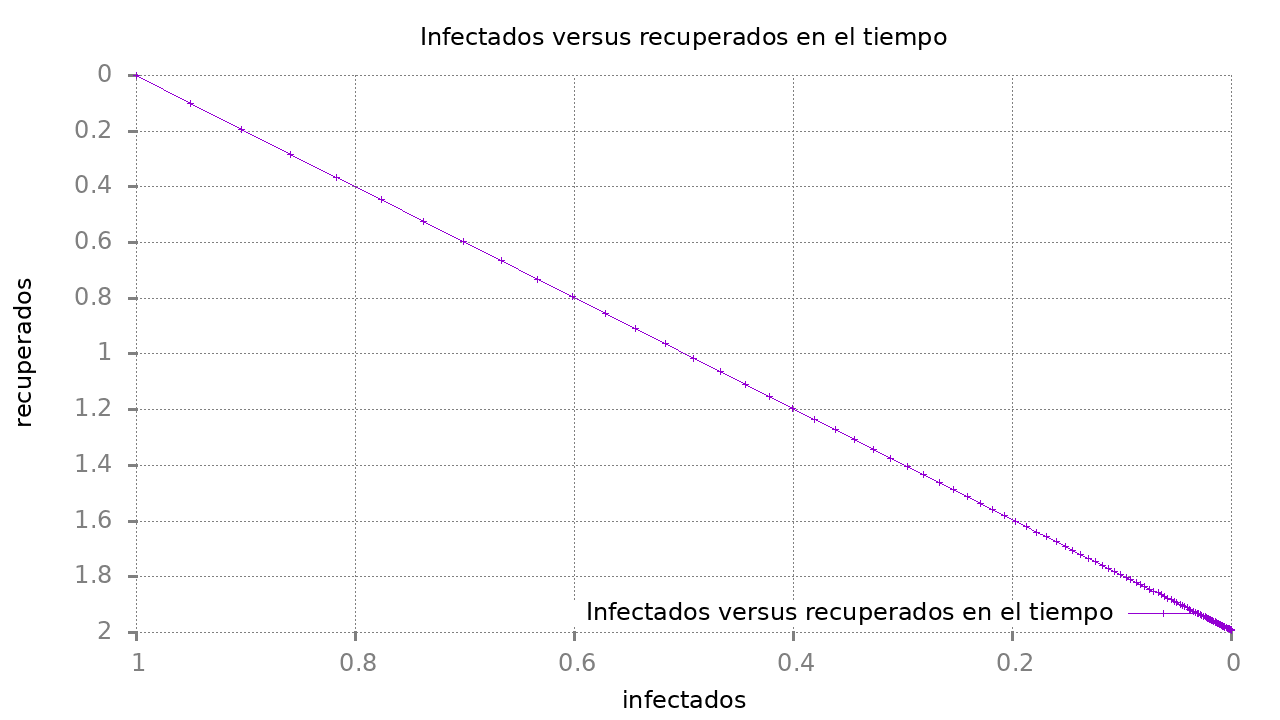 Infectados versus recuperados en el tiempo
0
0.2
0.4
0.6
0.8
1
1.2
1.4
1.6
1.8
2
recuperados
Infectados versus recuperados en el tiempo
1 0.8 0.6 0.4 0.2 0
infectados